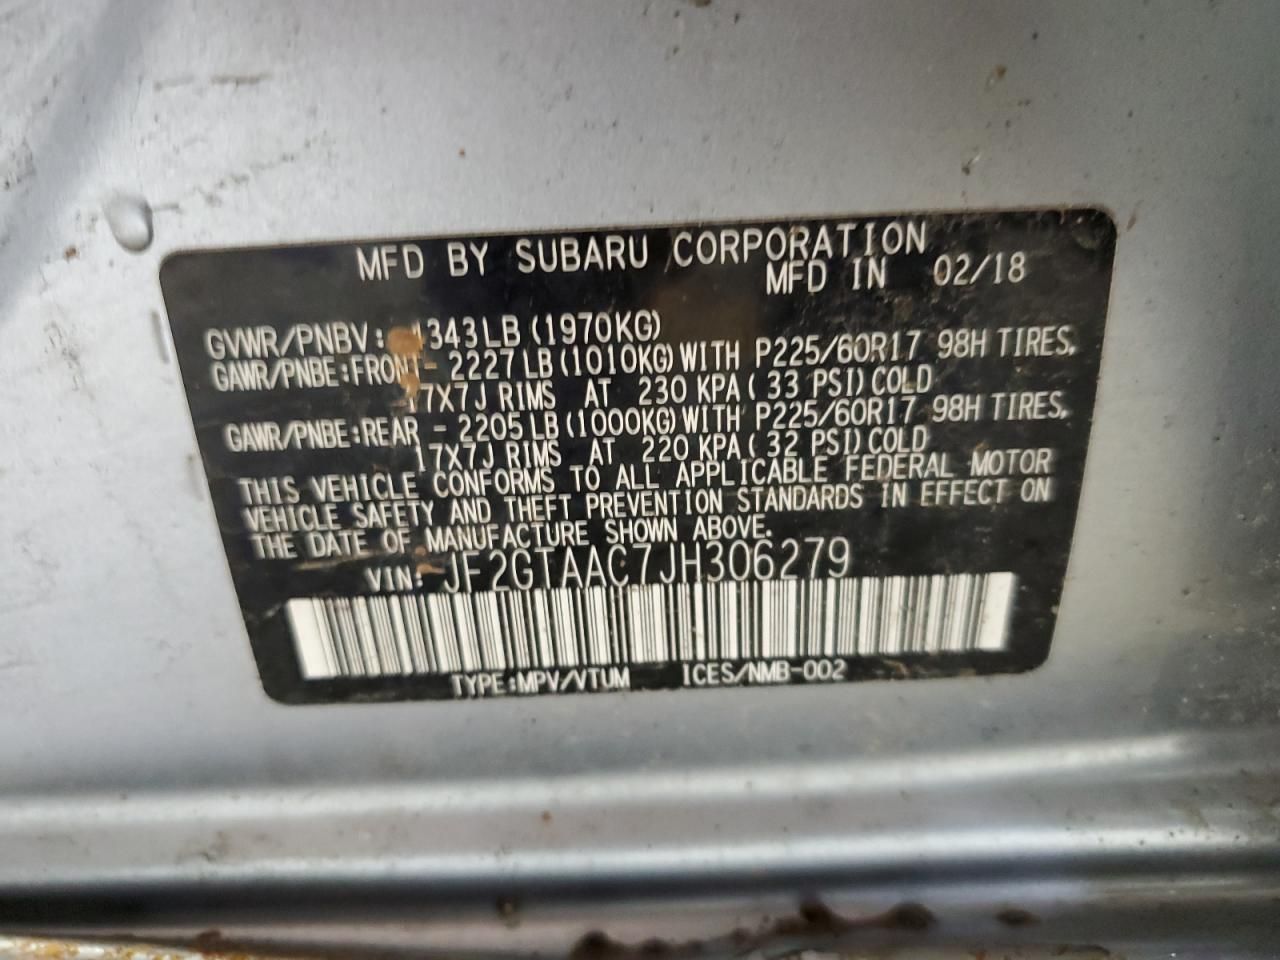 MFD BY SUBARU CORPORATION
MFD IN 02/18
GVWR/PNBV: 4343LB (1970KG)
GAWR/PNBE:FRONT- 2227 LB (1010KG) WITH P225/60R17 98H TIRES,
17X7J RIMS AT 230 KPA ( 33 PSI) COLD
GAWR/PNBE:REAR - 2205 LB (1000KG) WITH P225/60R17 98H TIRES,
17X7J RIMS AT 220 KPA ( 32 PSI) COLD
THIS VEHICLE CONFORMS TO ALL APPLICABLE FEDERAL MOTOR
VEHICLE SAFETY AND THEFT PREVENTION STANDARDS IN EFFECT ON
THE DATE OF MANUFACTURE SHOWN ABOVE.
VIN: JF2GTAAC7JH306279
TYPE:MPV/VTUM ICES/NMB-002